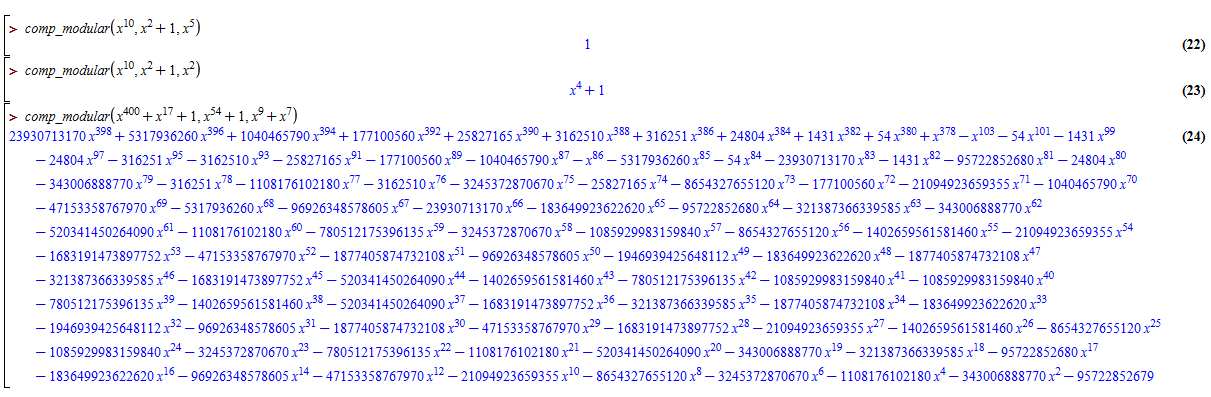 > comp_modular(x^10, x^2 + 1, x^5)
1 (22)
> comp_modular(x^10, x^2 + 1, x^2)
x^4 + 1 (23)
> comp_modular(x^400 + x^17 + 1, x^54 + 1, x^9 + x^7)
23930713170 x^398 + 5317936260 x^396 + 1040465790 x^394 + 177100560 x^392 + 25827165 x^390 + 3162510 x^388 + 316251 x^386 + 24804 x^384 + 1431 x^382 + 54 x^380 + x^378 − x^103 − 54 x^101 − 1431 x^99 (24)
− 24804 x^97 − 316251 x^95 − 3162510 x^93 − 25827165 x^91 − 177100560 x^89 − 1040465790 x^87 − x^86 − 5317936260 x^85 − 54 x^84 − 23930713170 x^83 − 1431 x^82 − 95722852680 x^81 − 24804 x^80
− 343006888770 x^79 − 316251 x^78 − 1108176102180 x^77 − 3162510 x^76 − 3245372870670 x^75 − 25827165 x^74 − 8654327655120 x^73 − 177100560 x^72 − 21094923659355 x^71 − 1040465790 x^70
− 47153358767970 x^69 − 5317936260 x^68 − 96926348578605 x^67 − 23930713170 x^66 − 183649923622620 x^65 − 95722852680 x^64 − 321387366339585 x^63 − 343006888770 x^62
− 520341450264090 x^61 − 1108176102180 x^60 − 780512175396135 x^59 − 3245372870670 x^58 − 1085929983159840 x^57 − 8654327655120 x^56 − 1402659561581460 x^55 − 21094923659355 x^54
− 1683191473897752 x^53 − 47153358767970 x^52 − 1877405874732108 x^51 − 96926348578605 x^50 − 1946939425648112 x^49 − 183649923622620 x^48 − 1877405874732108 x^47
− 321387366339585 x^46 − 1683191473897752 x^45 − 520341450264090 x^44 − 1402659561581460 x^43 − 780512175396135 x^42 − 1085929983159840 x^41 − 1085929983159840 x^40
− 780512175396135 x^39 − 1402659561581460 x^38 − 520341450264090 x^37 − 1683191473897752 x^36 − 321387366339585 x^35 − 1877405874732108 x^34 − 183649923622620 x^33
− 1946939425648112 x^32 − 96926348578605 x^31 − 1877405874732108 x^30 − 47153358767970 x^29 − 1683191473897752 x^28 − 21094923659355 x^27 − 1402659561581460 x^26 − 8654327655120 x^25
− 1085929983159840 x^24 − 3245372870670 x^23 − 780512175396135 x^22 − 1108176102180 x^21 − 520341450264090 x^20 − 343006888770 x^19 − 321387366339585 x^18 − 95722852680 x^17
− 183649923622620 x^16 − 96926348578605 x^14 − 47153358767970 x^12 − 21094923659355 x^10 − 8654327655120 x^8 − 3245372870670 x^6 − 1108176102180 x^4 − 343006888770 x^2 − 95722852679